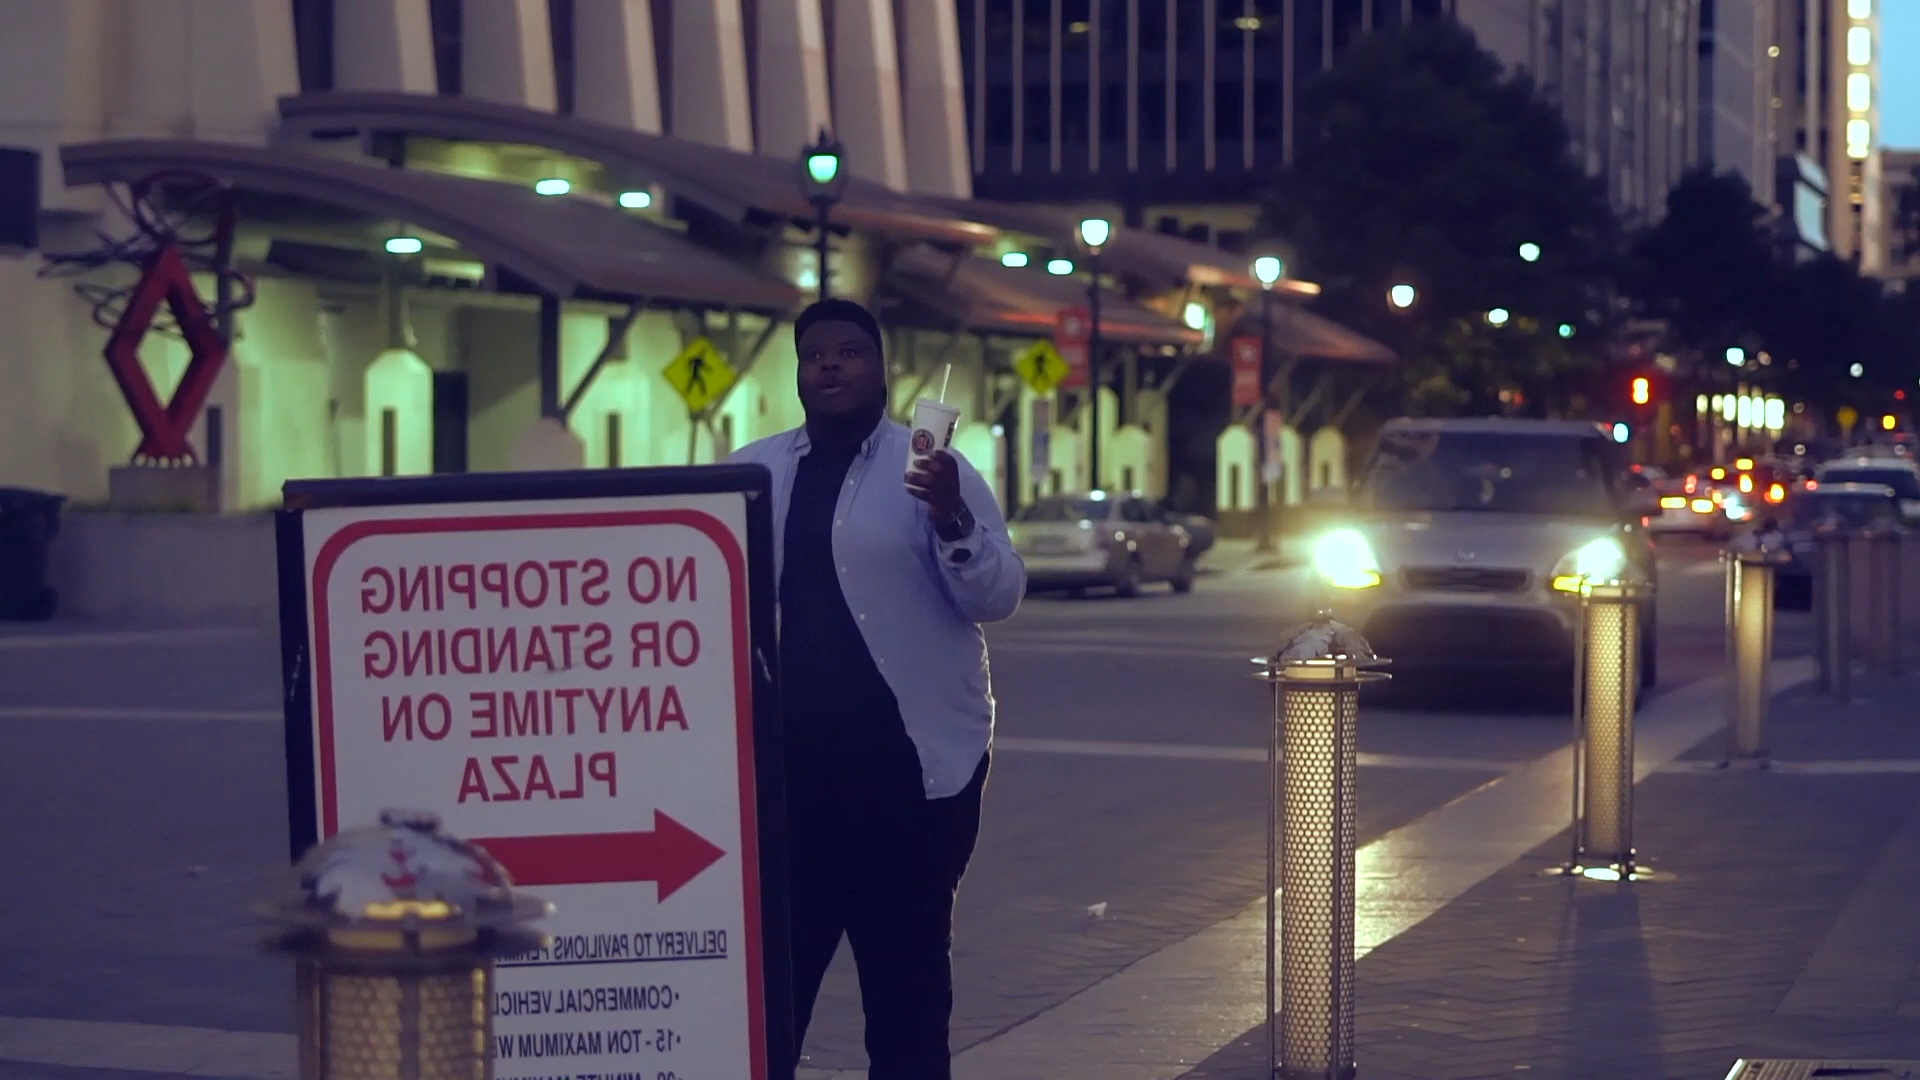 NO STOPPING
OR STANDING
ANYTIME ON
PLAZA
DELIVERY TO PAVILIONS
•COMMERCIAL
•15 - TON MAXIMUM